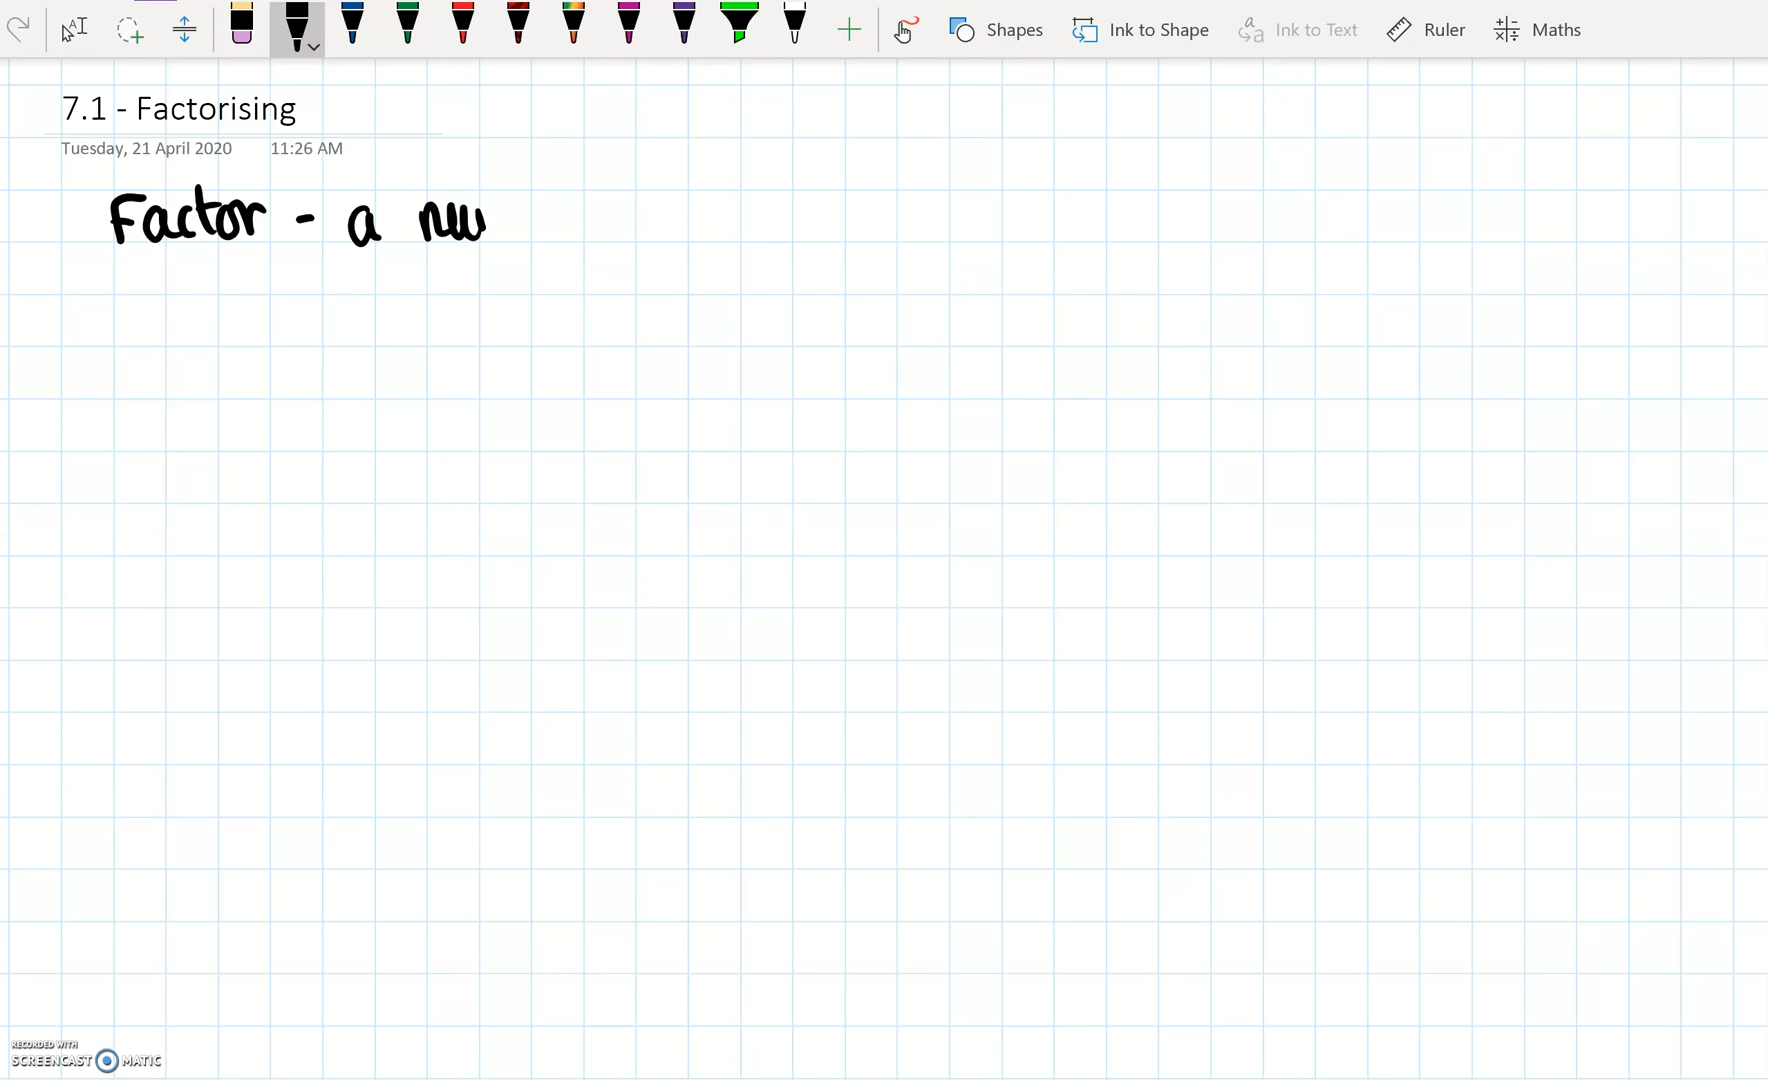 Shapes Ink to Shape Ink to Text Ruler Maths
7.1 - Factorising
Tuesday, 21 April 2020 11:26 AM
Factor - a nu
RECORDED WITH
SCREENCAST MATIC